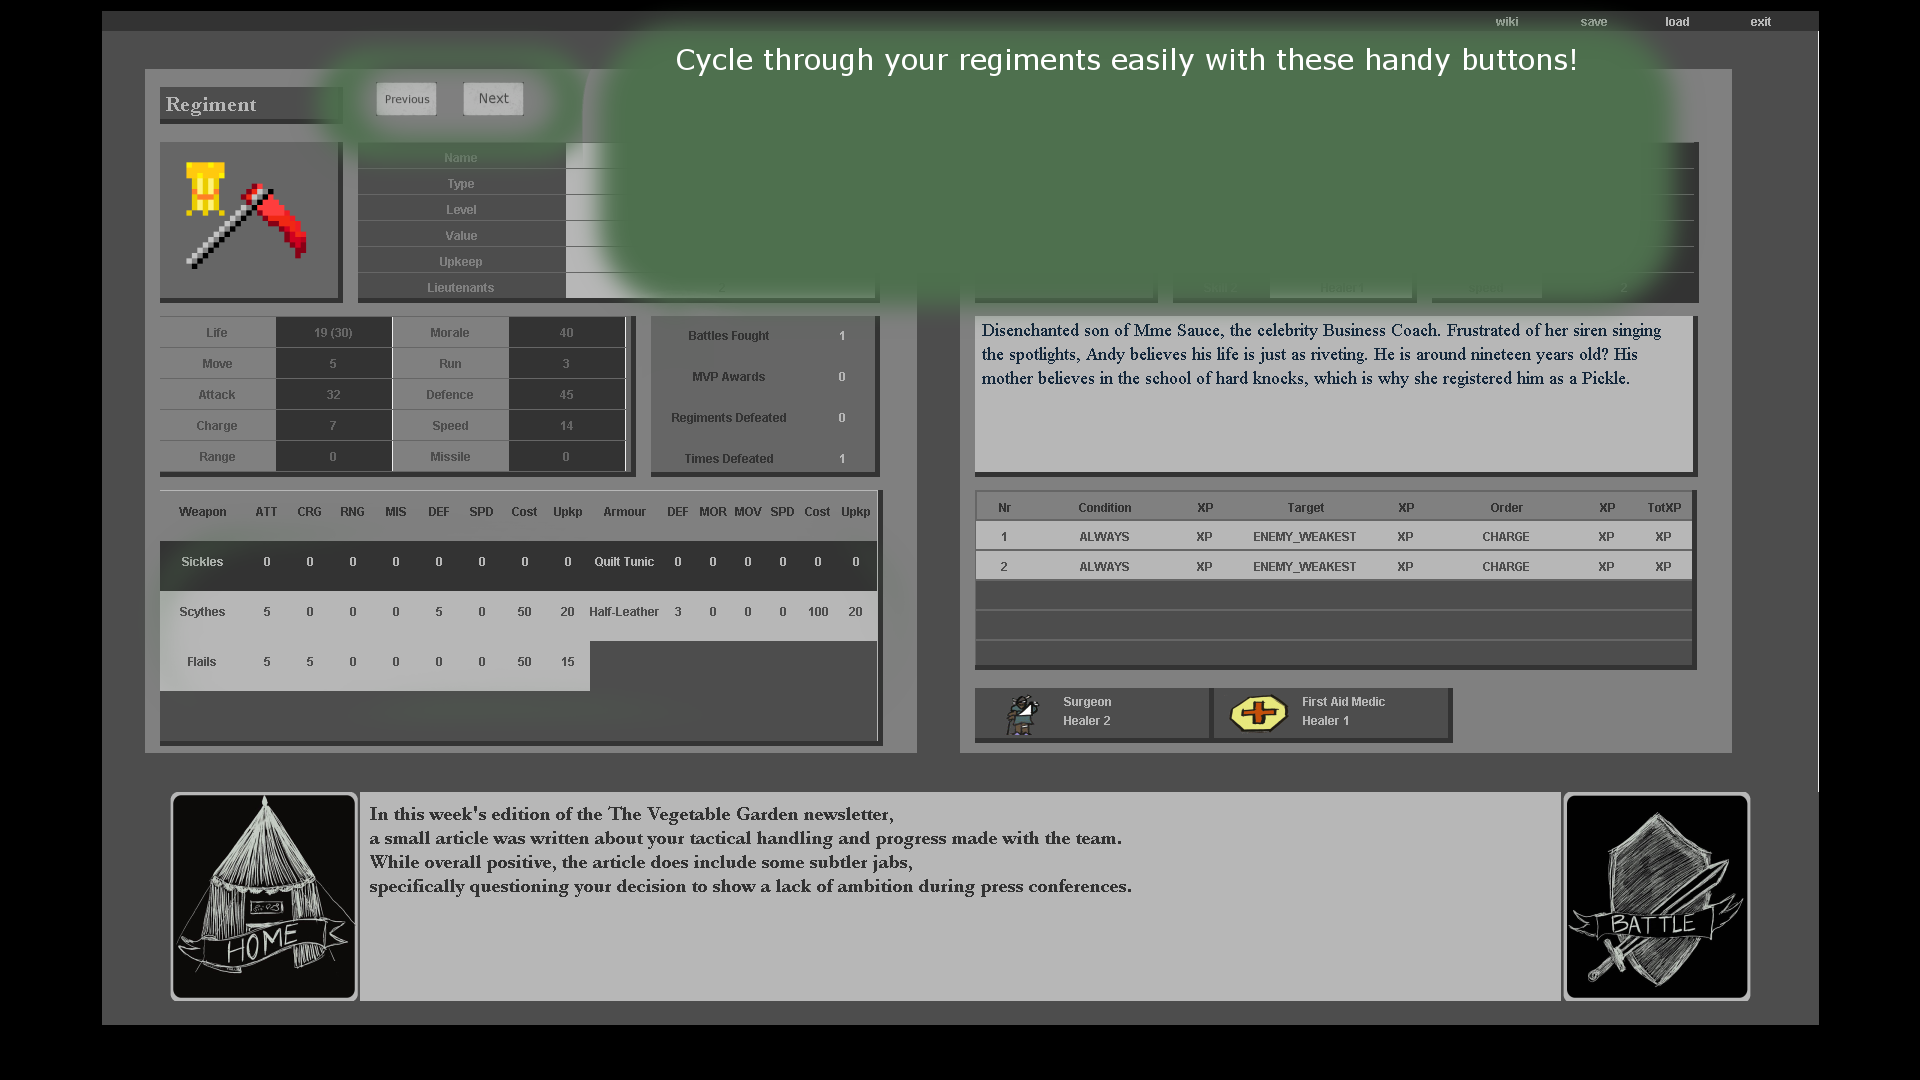 wiki save load exit
Cycle through your regiments easily with these handy buttons!
Regiment
Previous Next
Name
Type
Level
Value
Upkeep
Lieutenants 2
2
Life 19 (30) Morale 40
Move 5 Run 3
Attack 32 Defence 45
Charge 7 Speed 14
Range 0 Missile 0
Battles Fought 1
MVP Awards 0
Regiments Defeated 0
Times Defeated 1
Disenchanted son of Mme Sauce, the celebrity Business Coach. Frustrated of her siren singing
the spotlights, Andy believes his life is just as riveting. He is around nineteen years old? His
mother believes in the school of hard knocks, which is why she registered him as a Pickle.
Weapon ATT CRG RNG MIS DEF SPD Cost Upkp Armour DEF MOR MOV SPD Cost Upkp
Sickles 0 0 0 0 0 0 0 0 Quilt Tunic 0 0 0 0 0 0
Scythes 5 0 0 0 5 0 50 20 Half-Leather 3 0 0 0 100 20
Flails 5 5 0 0 0 0 50 15
Nr Condition XP Target XP Order XP TotXP
1 ALWAYS XP ENEMY_WEAKEST XP CHARGE XP XP
2 ALWAYS XP ENEMY_WEAKEST XP CHARGE XP XP
Surgeon
Healer 2
First Aid Medic
Healer 1
HOME
In this week's edition of the The Vegetable Garden newsletter,
a small article was written about your tactical handling and progress made with the team.
While overall positive, the article does include some subtler jabs,
specifically questioning your decision to show a lack of ambition during press conferences.
BATTLE